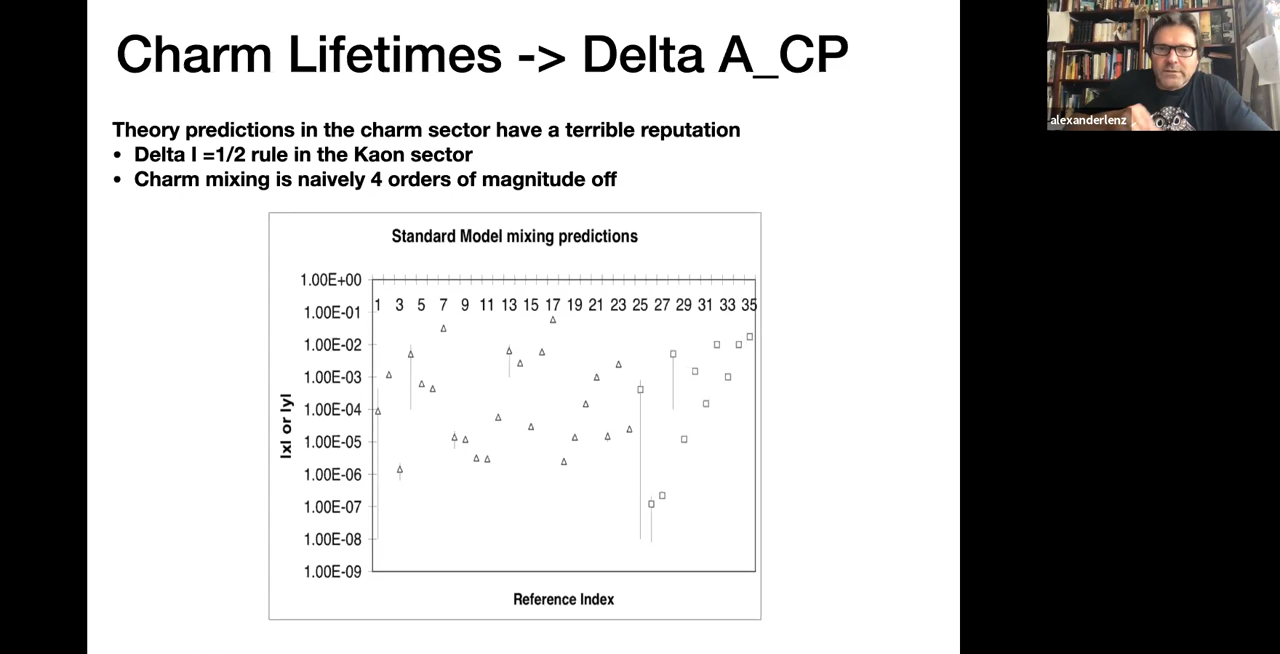 Charm Lifetimes -> Delta A_CP
alexanderlenz
Theory predictions in the charm sector have a terrible reputation
• Delta I =1/2 rule in the Kaon sector
• Charm mixing is naively 4 orders of magnitude off
Standard Model mixing predictions
1.00E+00
1 3 5 7 9 11 13 15 17 19 21 23 25 27 29 31 33 35
1.00E-01
1.00E-02
1.00E-03
1.00E-04
1.00E-05
1.00E-06
1.00E-07
1.00E-08
1.00E-09
|x| or |y|
Reference Index